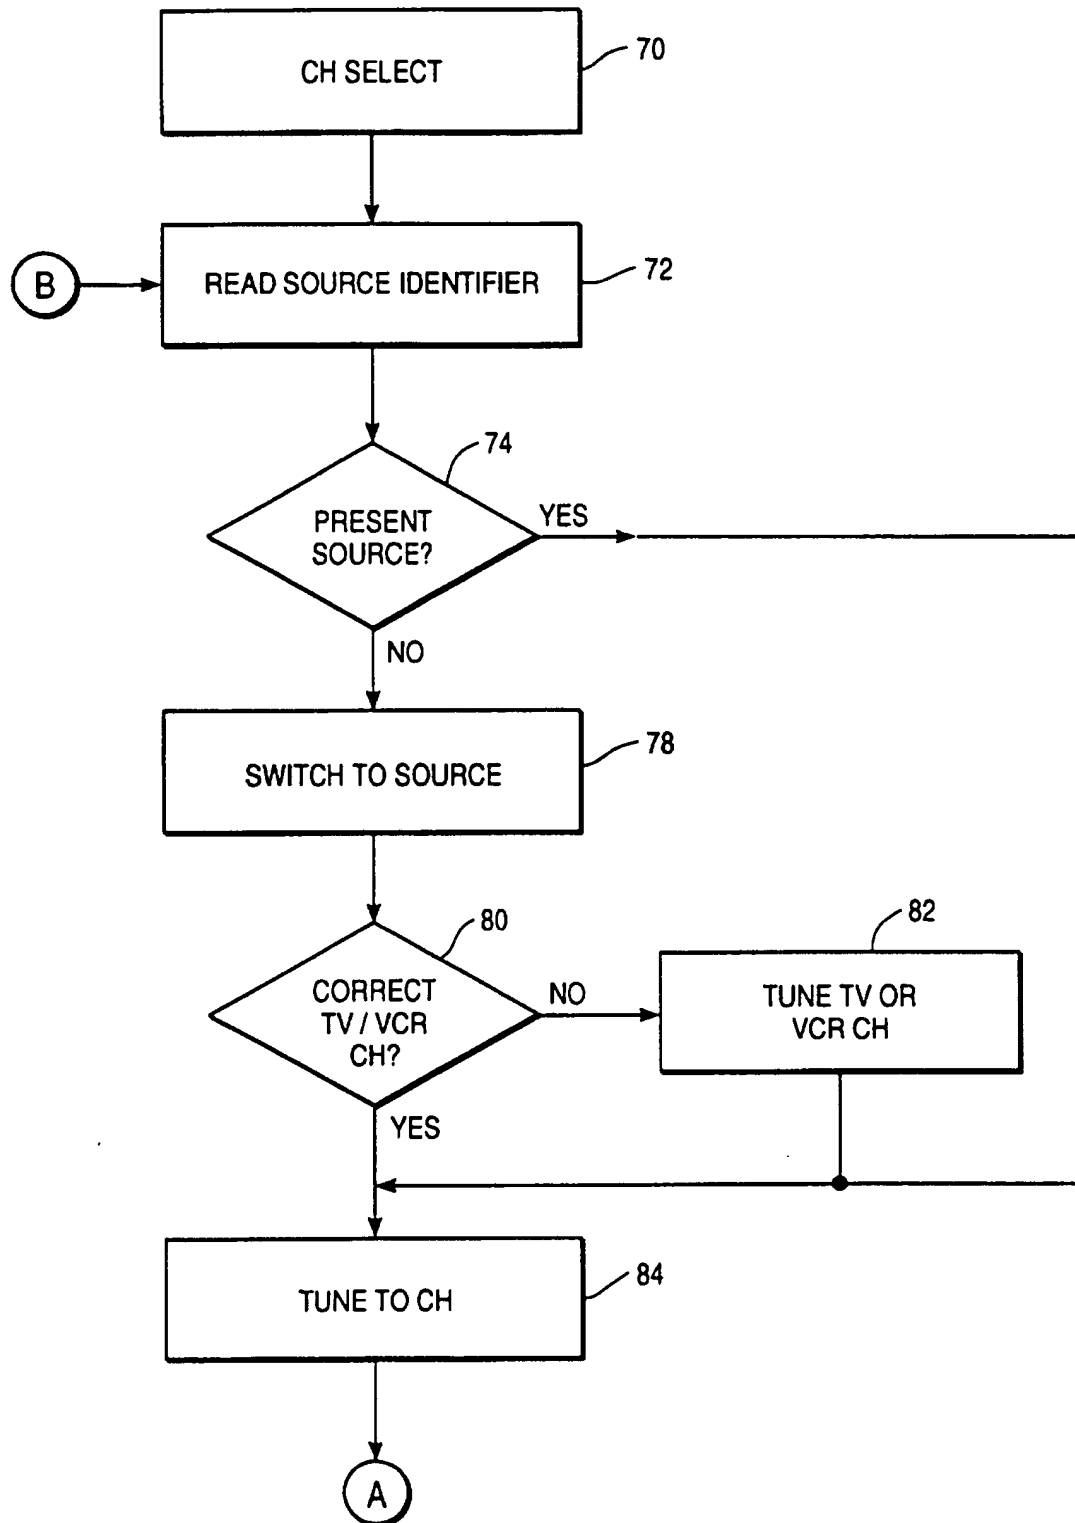 CH SELECT
70
B
READ SOURCE IDENTIFIER
72
74
PRESENT
SOURCE?
YES
NO
SWITCH TO SOURCE
78
80
CORRECT
TV / VCR
CH?
NO
82
TUNE TV OR
VCR CH
YES
TUNE TO CH
84
A